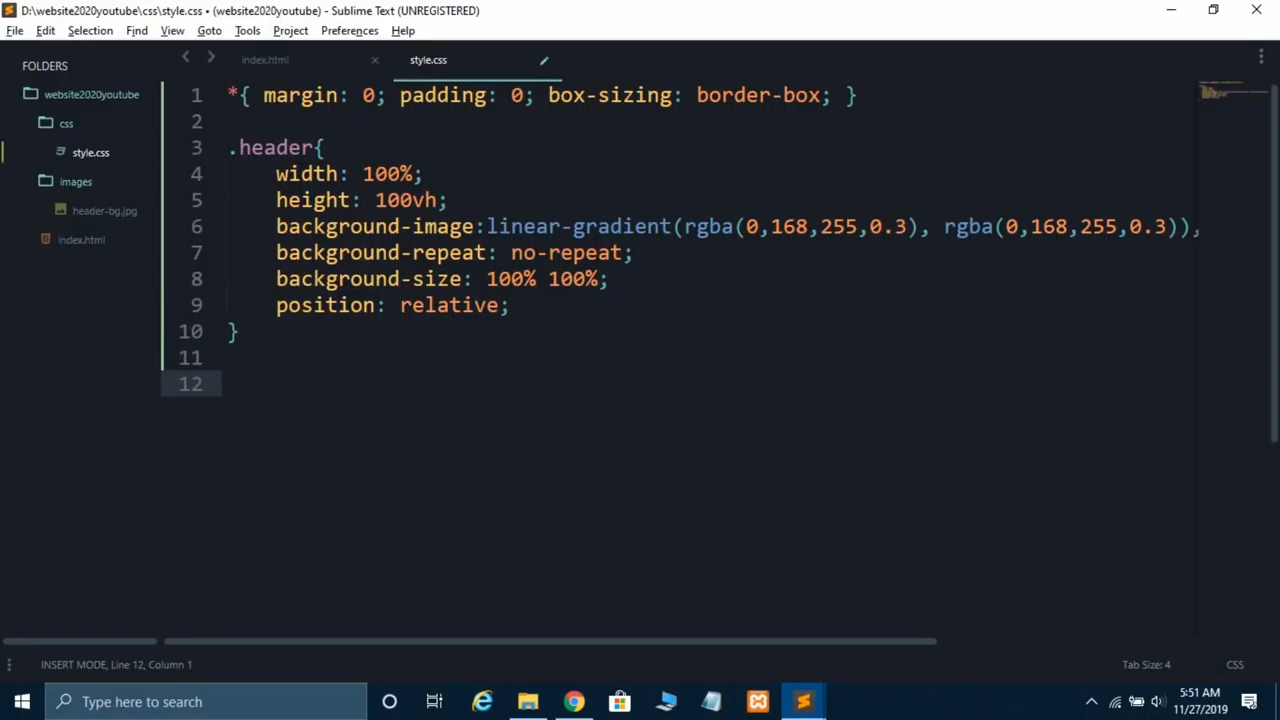 D:\website2020youtube\css\style.css • (website2020youtube) - Sublime Text (UNREGISTERED)
File Edit Selection Find View Goto Tools Project Preferences Help
FOLDERS
website2020youtube
css
style.css
images
header-bg.jpg
index.html
index.html style.css
1 *{ margin: 0; padding: 0; box-sizing: border-box; }
2
3 .header{
4 width: 100%;
5 height: 100vh;
6 background-image:linear-gradient(rgba(0,168,255,0.3), rgba(0,168,255,0.3)),
7 background-repeat: no-repeat;
8 background-size: 100% 100%;
9 position: relative;
10 }
11
12
INSERT MODE, Line 12, Column 1 Tab Size: 4 CSS
Type here to search
5:51 AM
11/27/2019